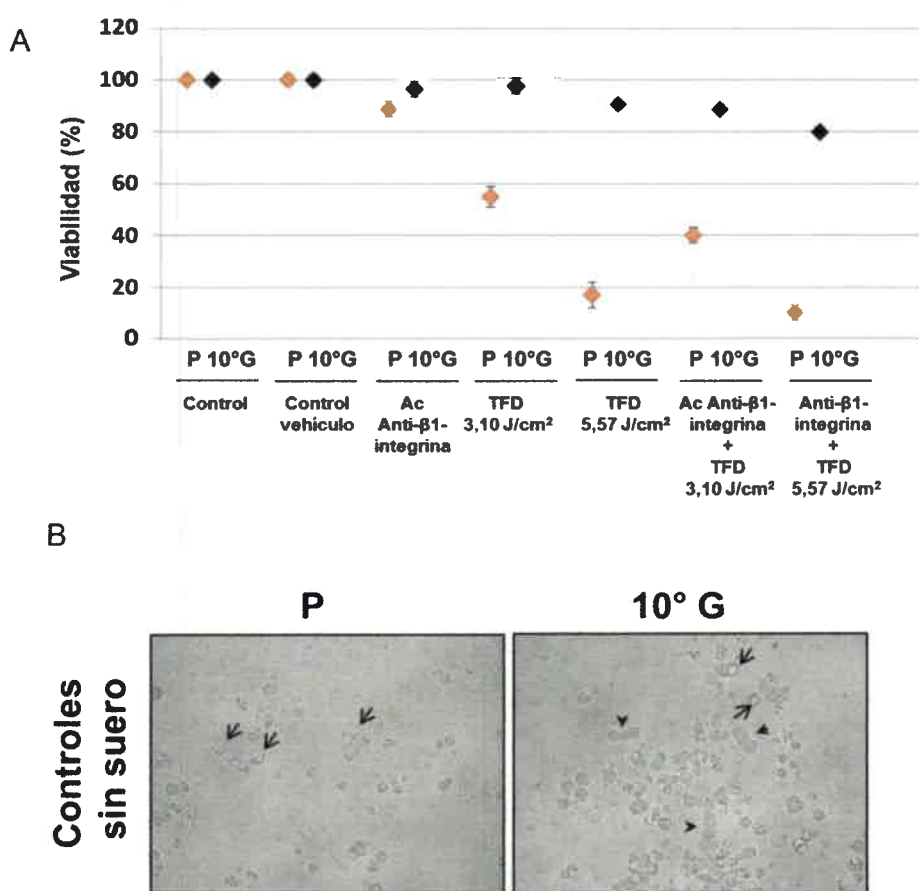 A
120
100
80
60
40
20
0
Viabilidad (%)
P 10°G P 10°G P 10°G P 10°G P 10°G P 10°G P 10°G
Control
Control
vehículo
Ac
Anti-β1-
integrina
TFD
3,10 J/cm²
TFD
5,57 J/cm²
Ac Anti-β1-
integrina
+
TFD
3,10 J/cm²
Anti-β1-
integrina
+
TFD
5,57 J/cm²
B
P
10° G
Controles
sin suero